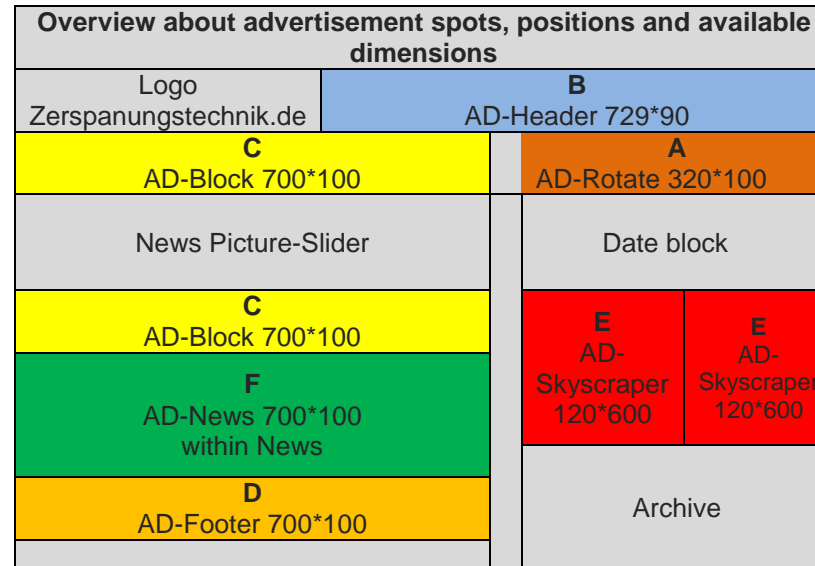 Overview about advertisement spots, positions and available
dimensions
Logo
Zerspanungstechnik.de
B
AD-Header 729*90
C
AD-Block 700*100
A
AD-Rotate 320*100
News Picture-Slider
Date block
C
AD-Block 700*100
E
AD-
Skyscraper
120*600
E
AD-
Skyscraper
120*600
F
AD-News 700*100
within News
D
AD-Footer 700*100
Archive